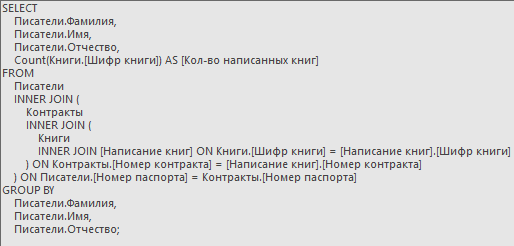 SELECT
Писатели.Фамилия,
Писатели.Имя,
Писатели.Отчество,
Count(Книги.[Шифр книги]) AS [Кол-во написанных книг]
FROM
Писатели
INNER JOIN (
Контракты
INNER JOIN (
Книги
INNER JOIN [Написание книг] ON Книги.[Шифр книги] = [Написание книг].[Шифр книги]
) ON Контракты.[Номер контракта] = [Написание книг].[Номер контракта]
) ON Писатели.[Номер паспорта] = Контракты.[Номер паспорта]
GROUP BY
Писатели.Фамилия,
Писатели.Имя,
Писатели.Отчество;